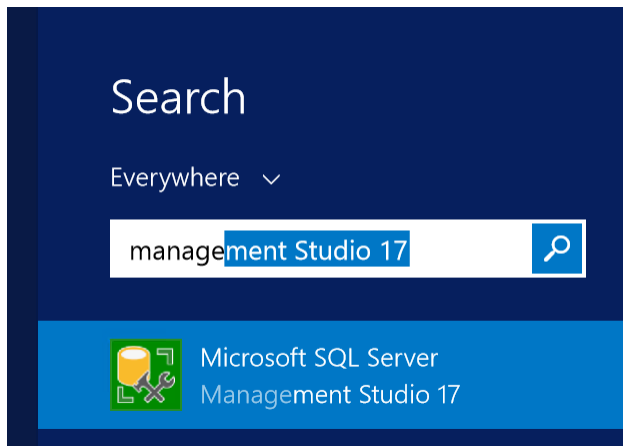 Search
Everywhere
management Studio 17
Microsoft SQL Server
Management Studio 17